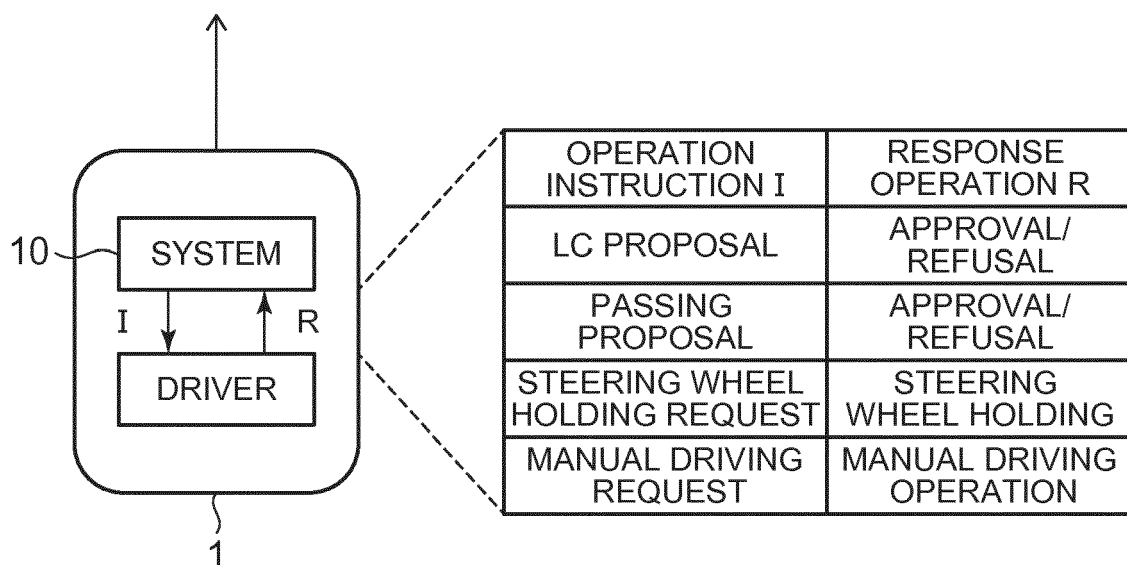 10
SYSTEM
I
R
DRIVER
1
OPERATION
INSTRUCTION I
RESPONSE
OPERATION R
LC PROPOSAL
APPROVAL/
REFUSAL
PASSING
PROPOSAL
APPROVAL/
REFUSAL
STEERING WHEEL
HOLDING REQUEST
STEERING
WHEEL HOLDING
MANUAL DRIVING
REQUEST
MANUAL DRIVING
OPERATION